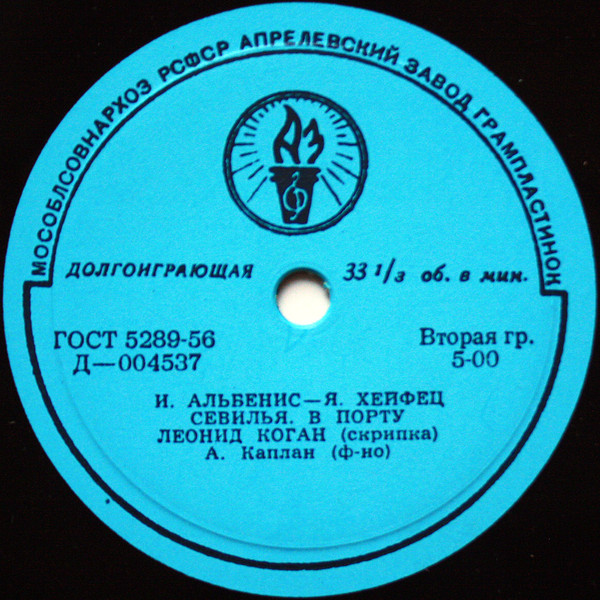 МОСОБЛСОВНАРХОЗ РСФСР АПРЕЛЕВСКИЙ ЗАВОД ГРАМПЛАСТИНОК
АЗ
ДОЛГОИГРАЮЩАЯ 33 1/3 об. в мин.
ГОСТ 5289-56 Вторая гр.
Д—004537 5-00
И. АЛЬБЕНИС—Я. ХЕЙФЕЦ
СЕВИЛЬЯ. В ПОРТУ
ЛЕОНИД КОГАН (скрипка)
А. Каплан (ф-но)